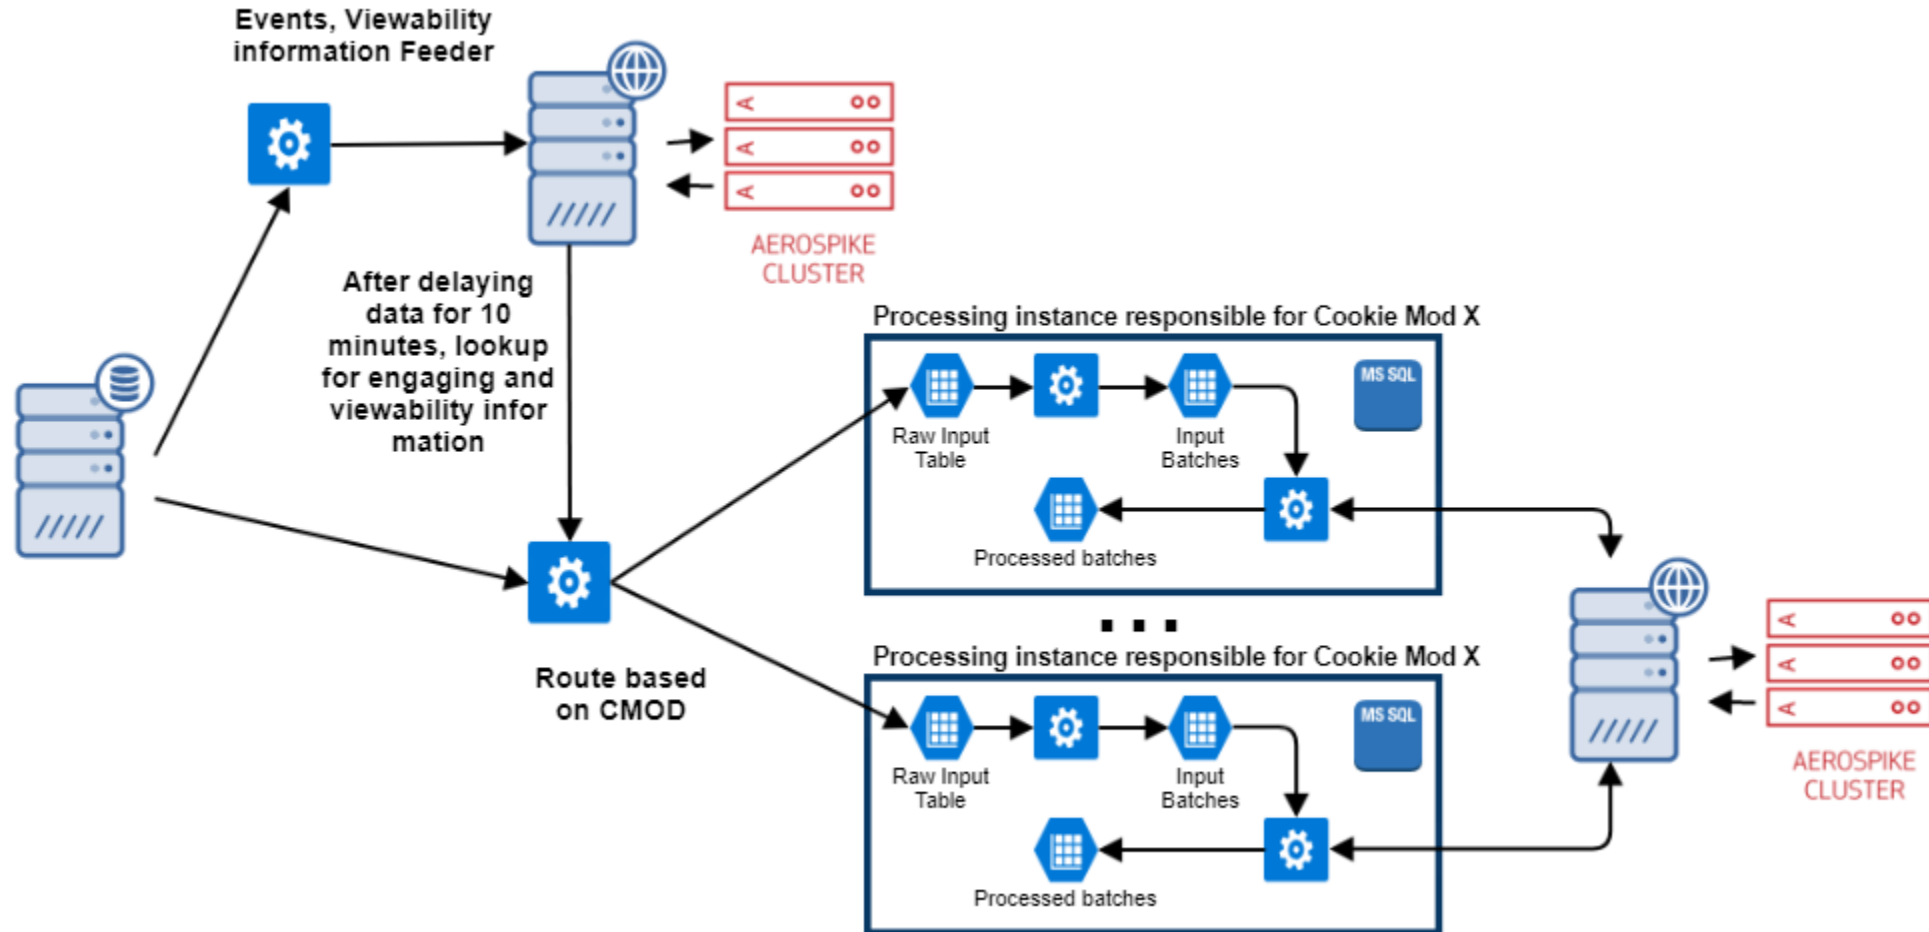 Events, Viewability
information Feeder
AEROSPIKE
CLUSTER
After delaying
data for 10
minutes, lookup
for engaging and
viewability infor
mation
Route based
on CMOD
Processing instance responsible for Cookie Mod X
MS SQL
Raw Input
Table
Input
Batches
Processed batches
...
Processing instance responsible for Cookie Mod X
MS SQL
Raw Input
Table
Input
Batches
Processed batches
AEROSPIKE
CLUSTER